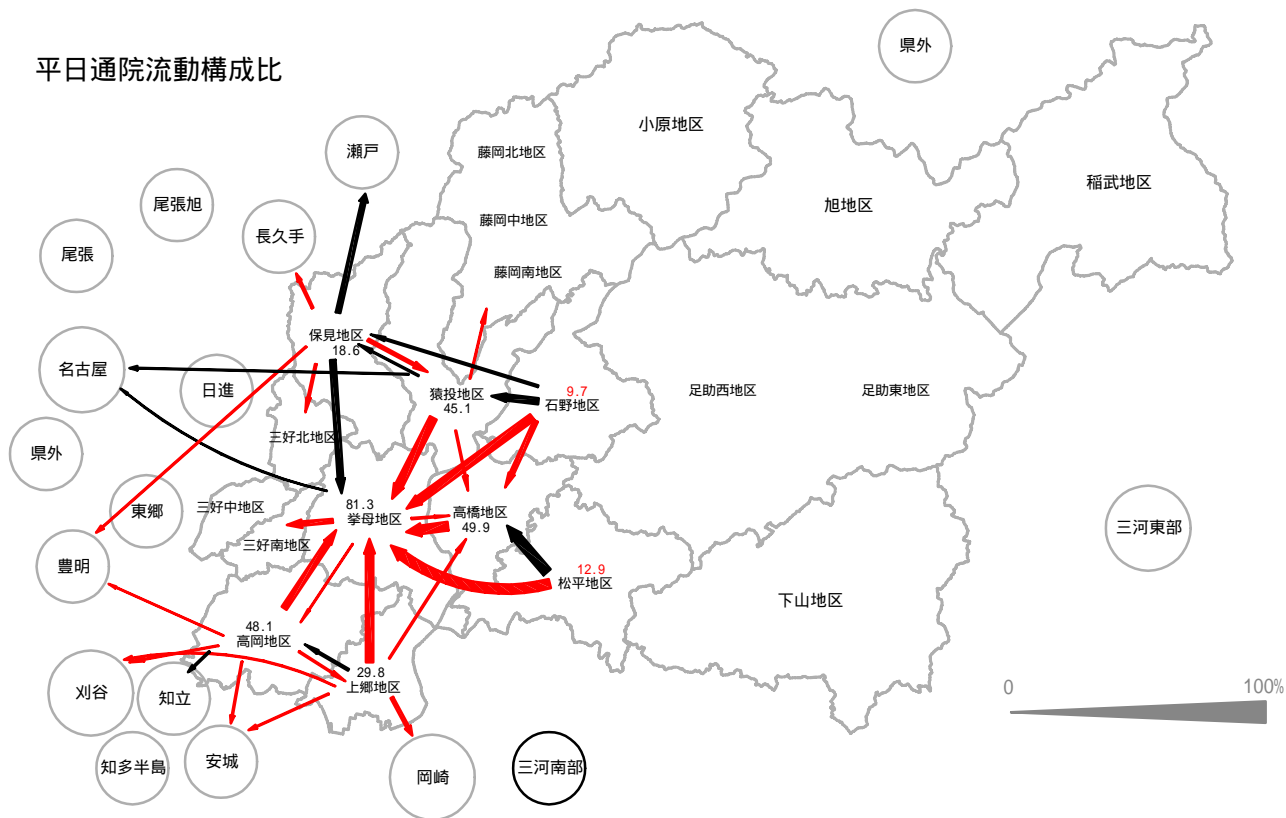 平日通院流動構成比
県外
小原地区
瀬戸
藤岡北地区
稲武地区
尾張旭
旭地区
藤岡中地区
長久手
尾張
藤岡南地区
保見地区
18.6
名古屋
日進
猿投地区
45.1
9.7
石野地区
足助西地区
足助東地区
三好北地区
県外
東郷
三好中地区
81.3
挙母地区
高橋地区
49.9
三河東部
三好南地区
豊明
12.9
松平地区
下山地区
48.1
高岡地区
29.8
上郷地区
刈谷
知立
0
100%
知多半島
安城
岡崎
三河南部